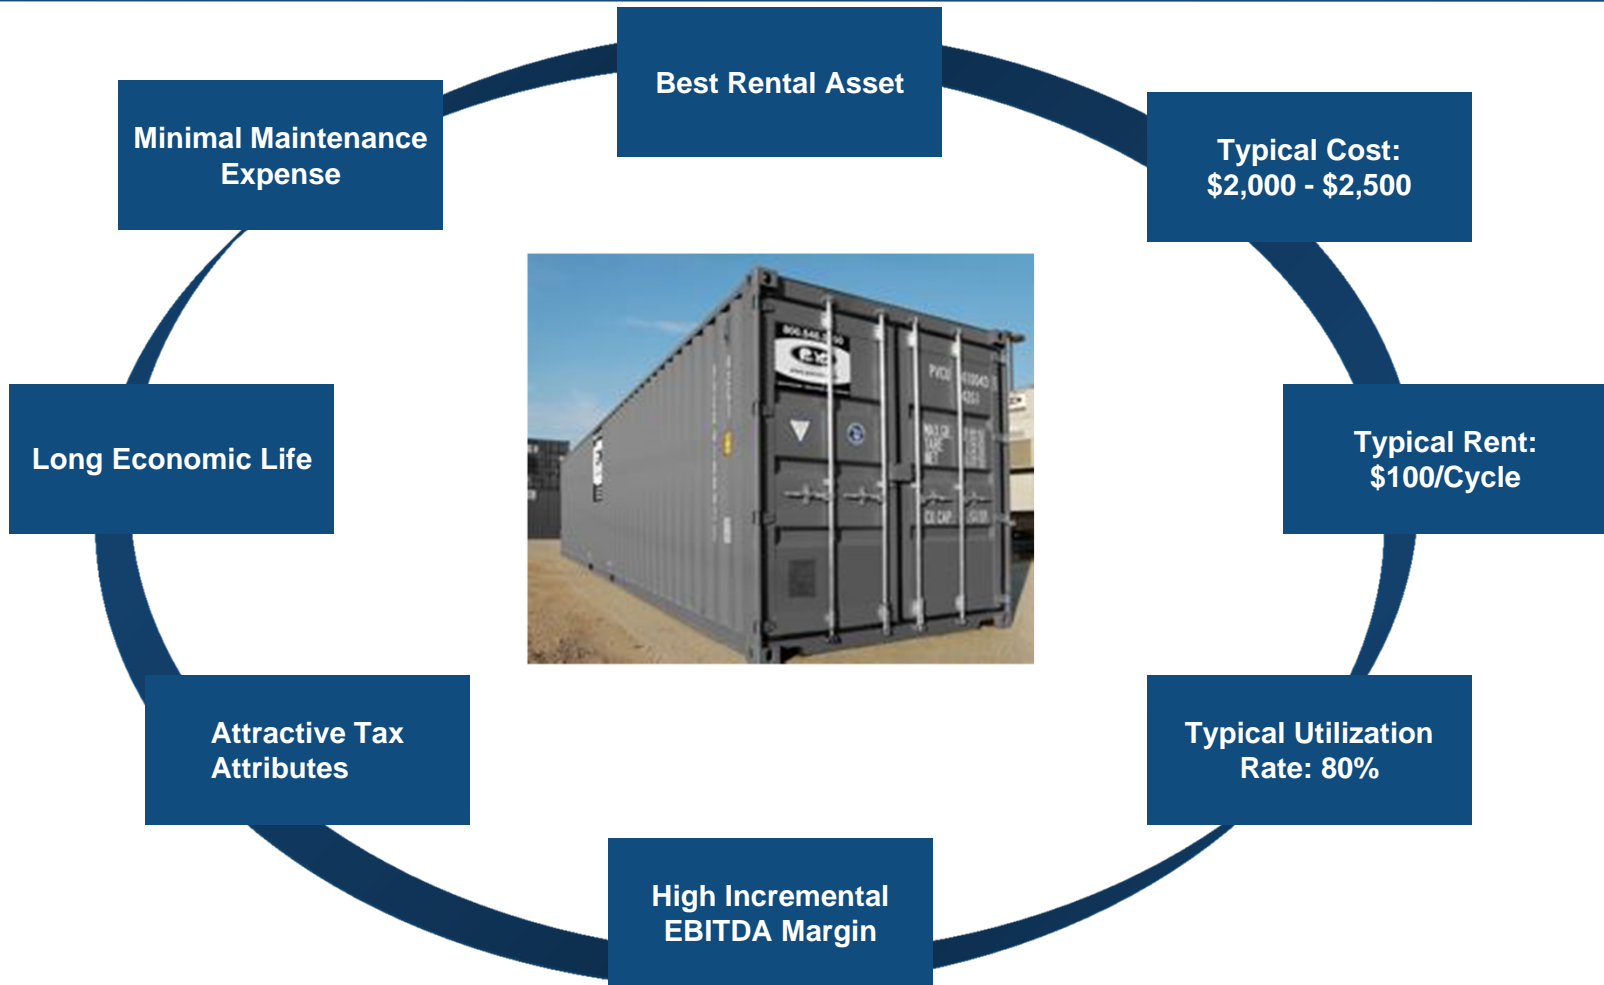 Best Rental Asset
Minimal Maintenance
Expense
Typical Cost:
$2,000 - $2,500
Long Economic Life
Typical Rent:
$100/Cycle
Attractive Tax
Attributes
Typical Utilization
Rate: 80%
High Incremental
EBITDA Margin